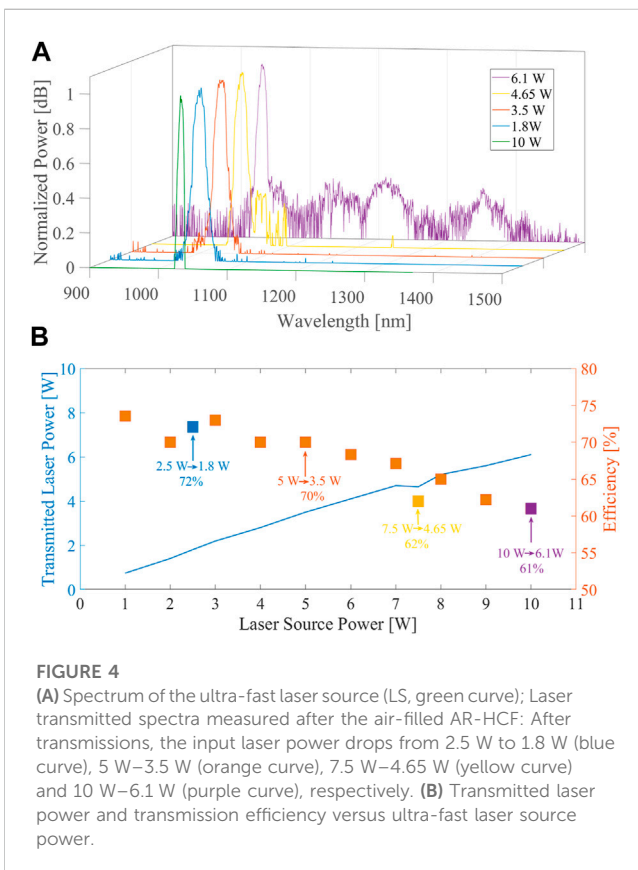 A
Normalized Power [dB]
1
0.8
0.6
0.4
0.2
0
6.1 W
4.65 W
3.5 W
1.8W
10 W
900 1000 1100 1200 1300 1400 1500
Wavelength [nm]
B
Transmitted Laser Power [W]
10
8
6
4
2
0
80
75
70
65
60
55
50
Efficiency [%]
2.5 W→1.8 W
72%
5 W→3.5 W
70%
7.5 W→4.65 W
62%
10 W→6.1W
61%
0 1 2 3 4 5 6 7 8 9 10 11
Laser Source Power [W]
FIGURE 4
(A) Spectrum of the ultra-fast laser source (LS, green curve); Laser
transmitted spectra measured after the air-filled AR-HCF: After
transmissions, the input laser power drops from 2.5 W to 1.8 W (blue
curve), 5 W–3.5 W (orange curve), 7.5 W–4.65 W (yellow curve)
and 10 W–6.1 W (purple curve), respectively. (B) Transmitted laser
power and transmission efficiency versus ultra-fast laser source
power.